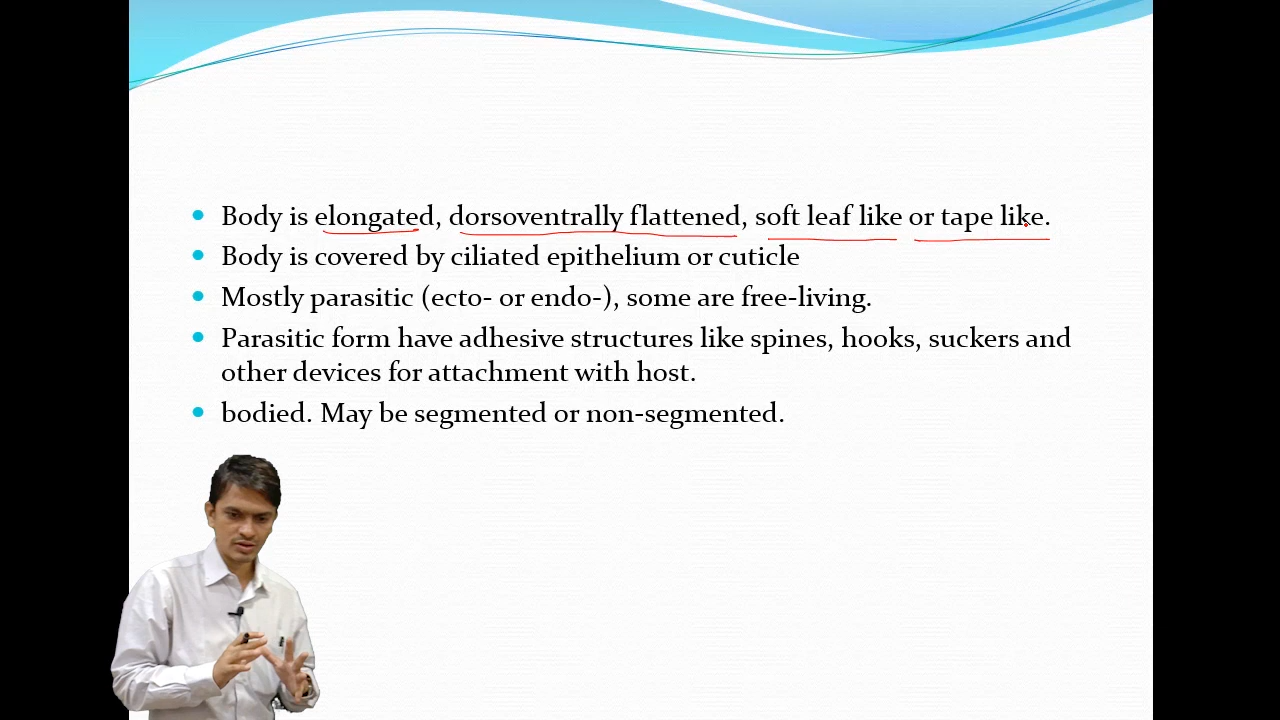 Body is elongated, dorsoventrally flattened, soft leaf like or tape like.
Body is covered by ciliated epithelium or cuticle
Mostly parasitic (ecto- or endo-), some are free-living.
Parasitic form have adhesive structures like spines, hooks, suckers and
other devices for attachment with host.
bodied. May be segmented or non-segmented.